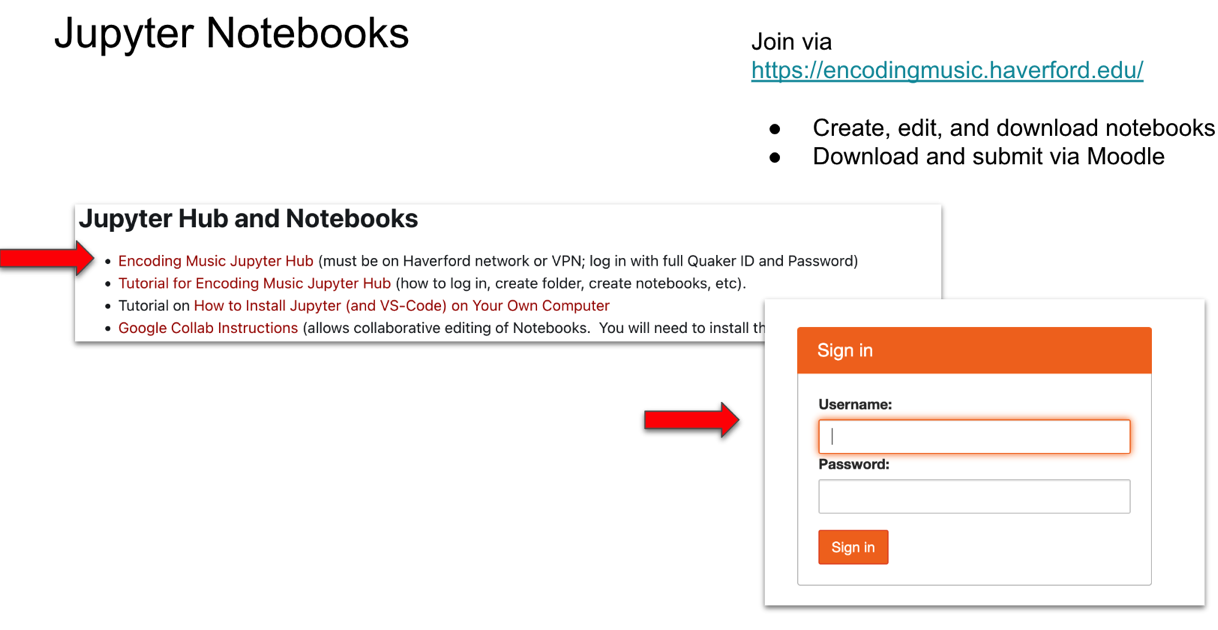 Jupyter Notebooks
Join via
https://encodingmusic.haverford.edu/
● Create, edit, and download notebooks
● Download and submit via Moodle
Jupyter Hub and Notebooks
• Encoding Music Jupyter Hub (must be on Haverford network or VPN; log in with full Quaker ID and Password)
• Tutorial for Encoding Music Jupyter Hub (how to log in, create folder, create notebooks, etc).
• Tutorial on How to Install Jupyter (and VS-Code) on Your Own Computer
• Google Collab Instructions (allows collaborative editing of Notebooks. You will need to install
Sign in
Username:
Password:
Sign in